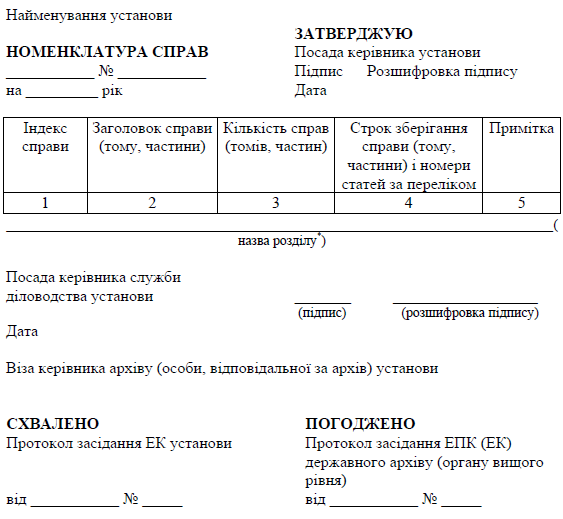 Найменування установи
ЗАТВЕРДЖУЮ
НОМЕНКЛАТУРА СПРАВ
Посада керівника установи
___________ № ___________
Підпис Розшифровка підпису
на _________ рік
Дата
Індекс справи
Заголовок справи (тому, частини)
Кількість справ (томів, частин)
Строк зберігання справи (тому, частини) і номери статей за переліком
Примітка
1 2 3 4 5
____________________________________________________________________(
назва розділу*)
Посада керівника служби
діловодства установи
_______ __________________
(підпис) (розшифровка підпису)
Дата
Віза керівника архіву (особи, відповідальної за архів) установи
СХВАЛЕНО
Протокол засідання ЕК установи
від ___________ № _____
ПОГОДЖЕНО
Протокол засідання ЕПК (ЕК)
державного архіву (органу вищого
рівня)
від ___________ № _____